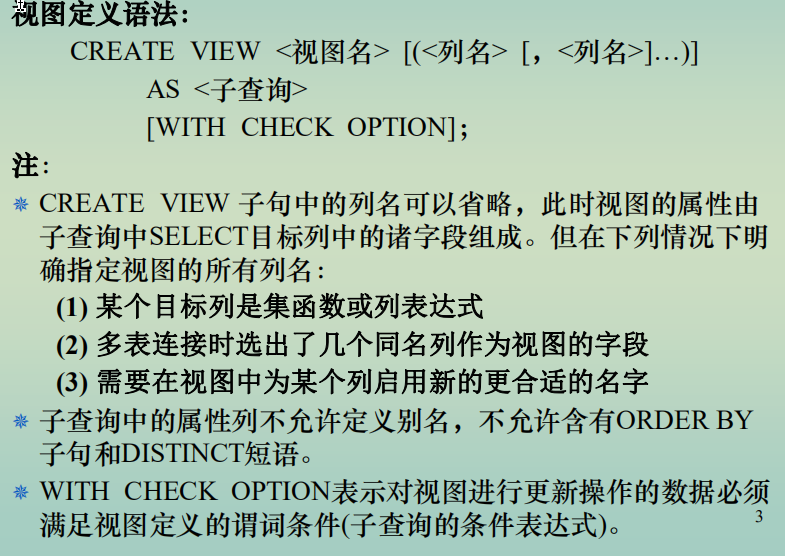 视图定义语法:
CREATE VIEW <视图名> [(<列名> [，<列名>]…)]
AS <子查询>
[WITH CHECK OPTION]；
注:
CREATE VIEW 子句中的列名可以省略，此时视图的属性由
子查询中SELECT目标列中的诸字段组成。但在下列情况下明
确指定视图的所有列名:
(1) 某个目标列是集函数或列表达式
(2) 多表连接时选出了几个同名列作为视图的字段
(3) 需要在视图中为某个列启用新的更合适的名字
子查询中的属性列不允许定义别名，不允许含有ORDER BY
子句和DISTINCT短语。
WITH CHECK OPTION表示对视图进行更新操作的数据必须
满足视图定义的谓词条件(子查询的条件表达式)。
3